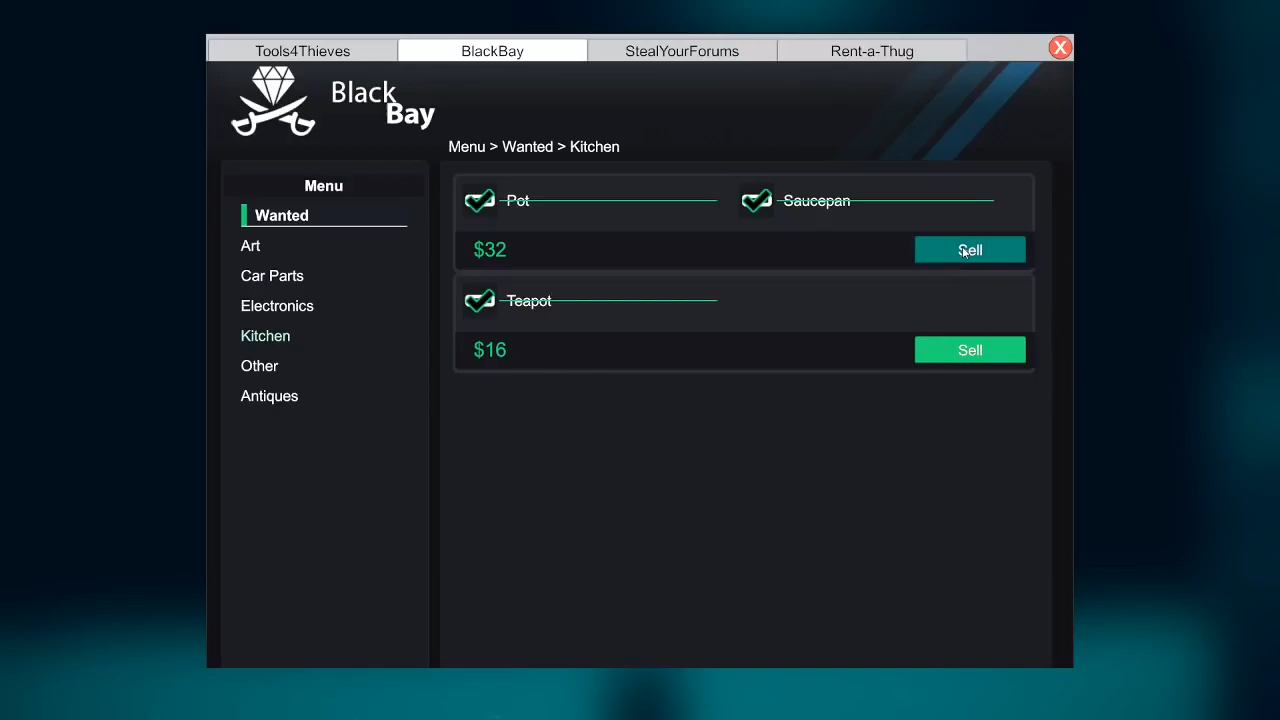 Tools4Thieves
BlackBay
StealYourForums
Rent-a-Thug
X
Black
Bay
Menu > Wanted > Kitchen
Menu
Wanted
Art
Car Parts
Electronics
Kitchen
Other
Antiques
Pot
Saucepan
$32
Sell
Teapot
$16
Sell